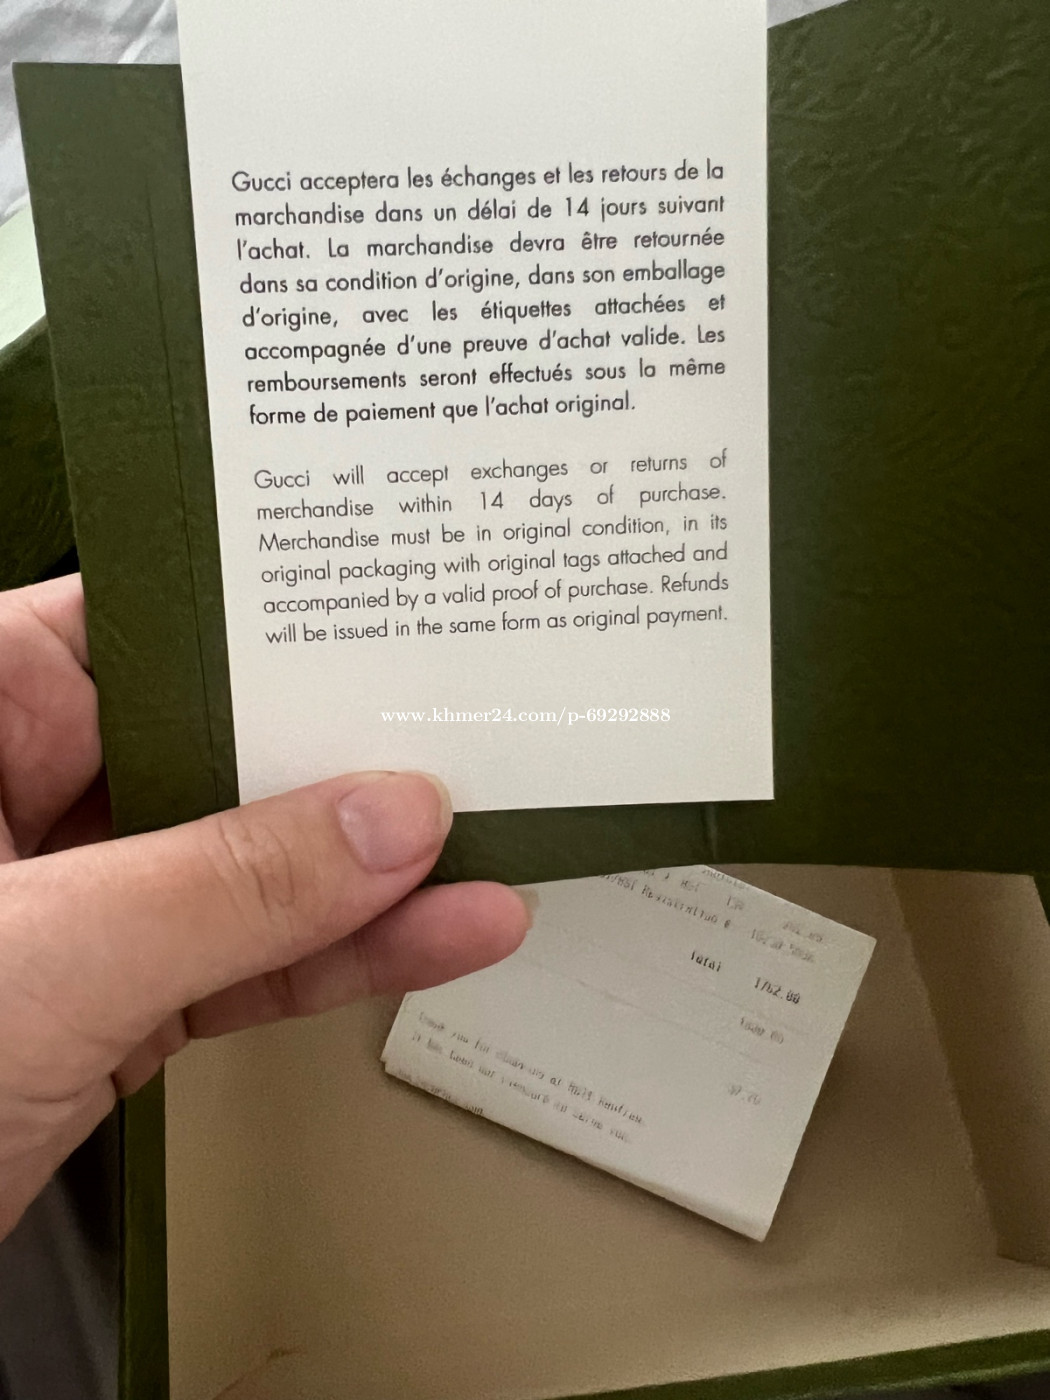 Gucci acceptera les échanges et les retours de la
marchandise dans un délai de 14 jours suivant
l'achat. La marchandise devra être retournée
dans sa condition d'origine, dans son emballage
d'origine, avec les étiquettes attachées et
accompagnée d'une preuve d'achat valide. Les
remboursements seront effectués sous la même
forme de paiement que l'achat original.
Gucci will accept exchanges or returns of
merchandise within 14 days of purchase.
Merchandise must be in original condition, in its
original packaging with original tags attached and
accompanied by a valid proof of purchase. Refunds
will be issued in the same form as original payment.
www.khmer24.com/p-69292888
Registration #
Total 1762.80